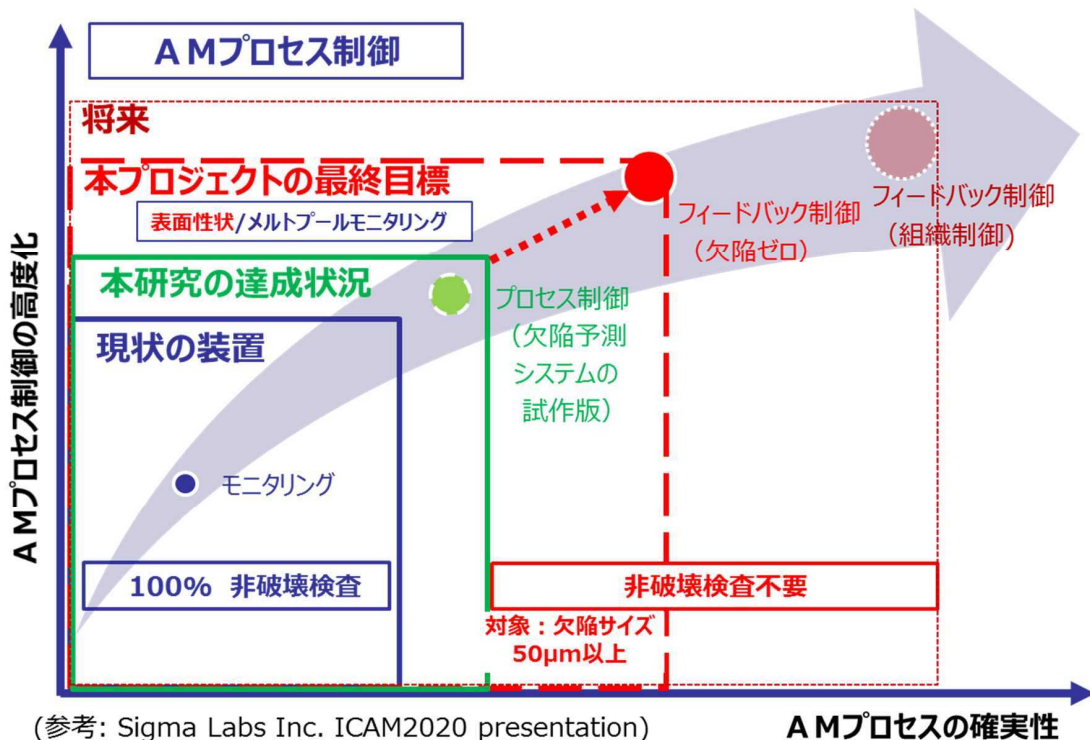 AMプロセス制御
将来
本プロジェクトの最終目標
表面性状/メルトプールモニタリング
フィードバック制御
(欠陥ゼロ)
フィードバック制御
(組織制御)
本研究の達成状況
プロセス制御
(欠陥予測
システムの
試作版)
現状の装置
モニタリング
100% 非破壊検査
非破壊検査不要
対象:欠陥サイズ
50μm以上
AMプロセス制御の高度化
(参考: Sigma Labs Inc. ICAM2020 presentation)
AMプロセスの確実性